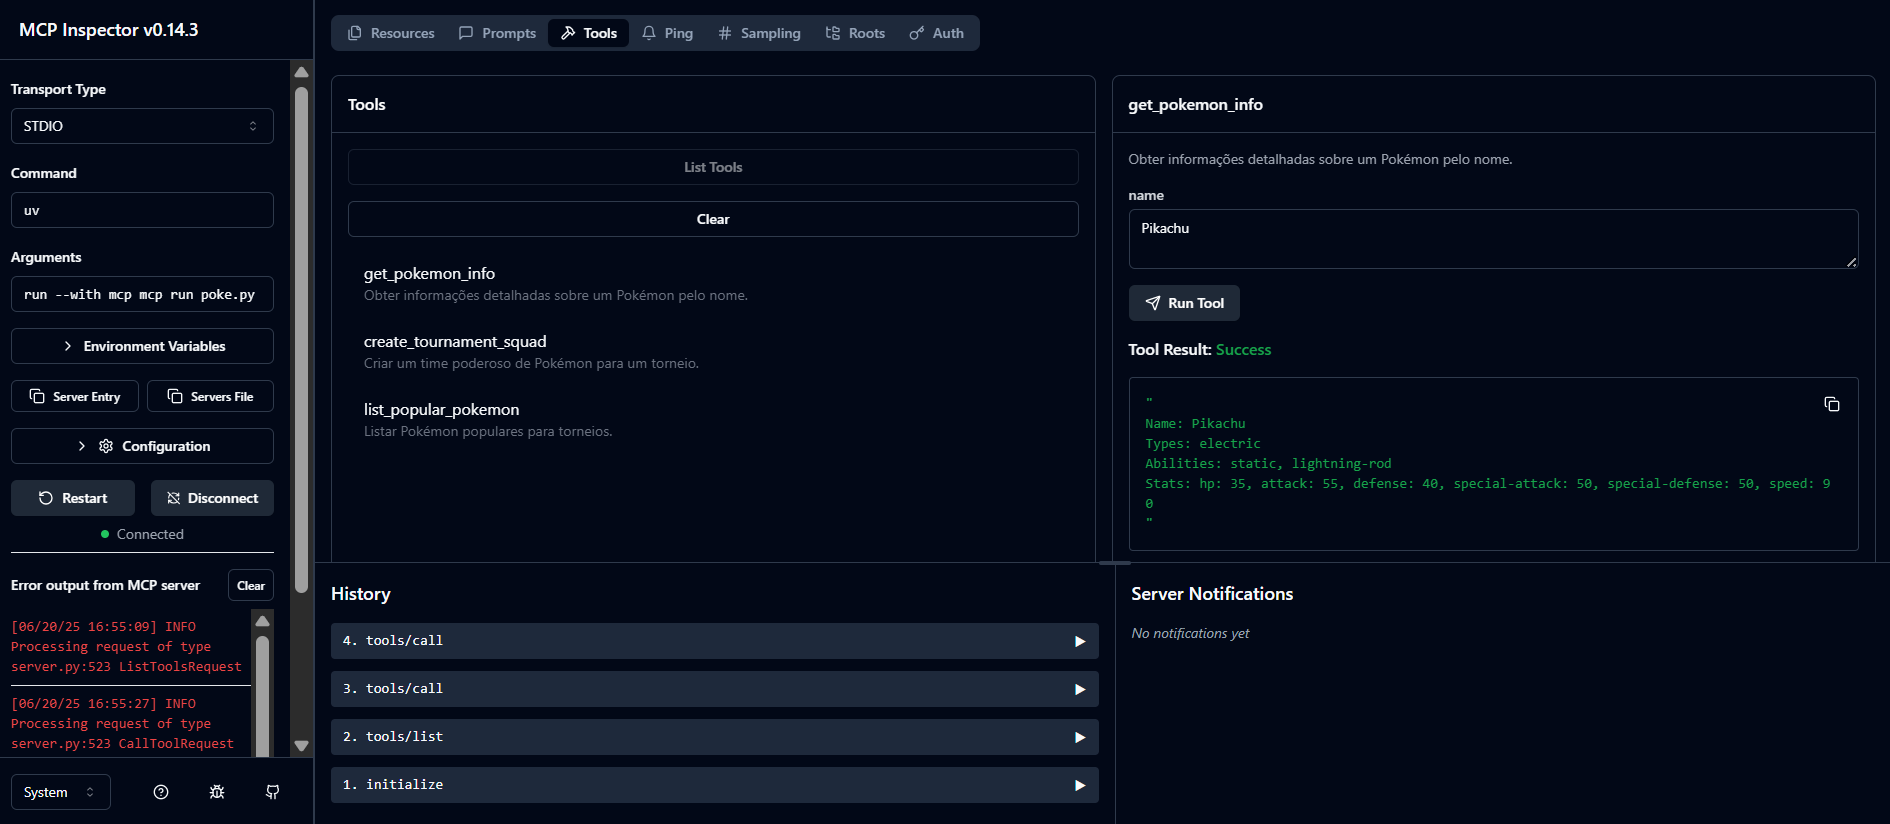 MCP Inspector v0.14.3
Transport Type
STDIO
Command
uv
Arguments
run --with mcp mcp run poke.py
Environment Variables
Server Entry
Servers File
Configuration
Restart
Disconnect
Connected
Error output from MCP server
Clear
[06/20/25 16:55:09] INFO
Processing request of type
server.py:523 ListToolsRequest
[06/20/25 16:55:27] INFO
Processing request of type
server.py:523 CallToolRequest
System
Resources
Prompts
Tools
Ping
Sampling
Roots
Auth
Tools
List Tools
Clear
get_pokemon_info
Obter informações detalhadas sobre um Pokémon pelo nome.
create_tournament_squad
Criar um time poderoso de Pokémon para um torneio.
list_popular_pokemon
Listar Pokémon populares para torneios.
get_pokemon_info
Obter informações detalhadas sobre um Pokémon pelo nome.
name
Pikachu
Run Tool
Tool Result: Success
"
Name: Pikachu
Types: electric
Abilities: static, lightning-rod
Stats: hp: 35, attack: 55, defense: 40, special-attack: 50, special-defense: 50, speed: 9
0
"
History
4. tools/call
3. tools/call
2. tools/list
1. initialize
Server Notifications
No notifications yet